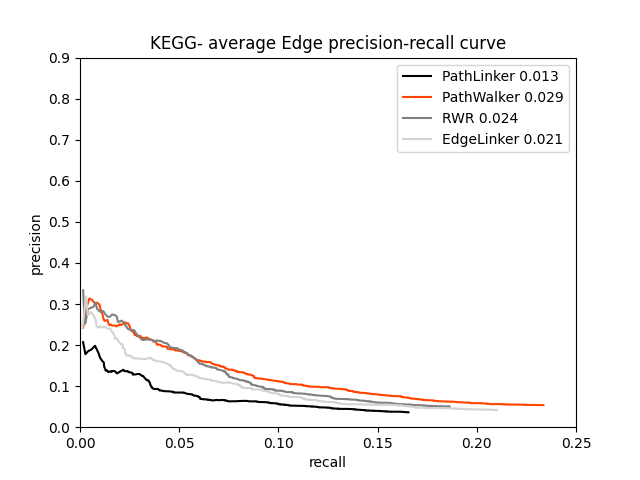 KEGG- average Edge precision-recall curve
PathLinker 0.013
PathWalker 0.029
RWR 0.024
EdgeLinker 0.021
precision
0.9
0.8
0.7
0.6
0.5
0.4
0.3
0.2
0.1
0.0
0.00 0.05 0.10 0.15 0.20 0.25
recall